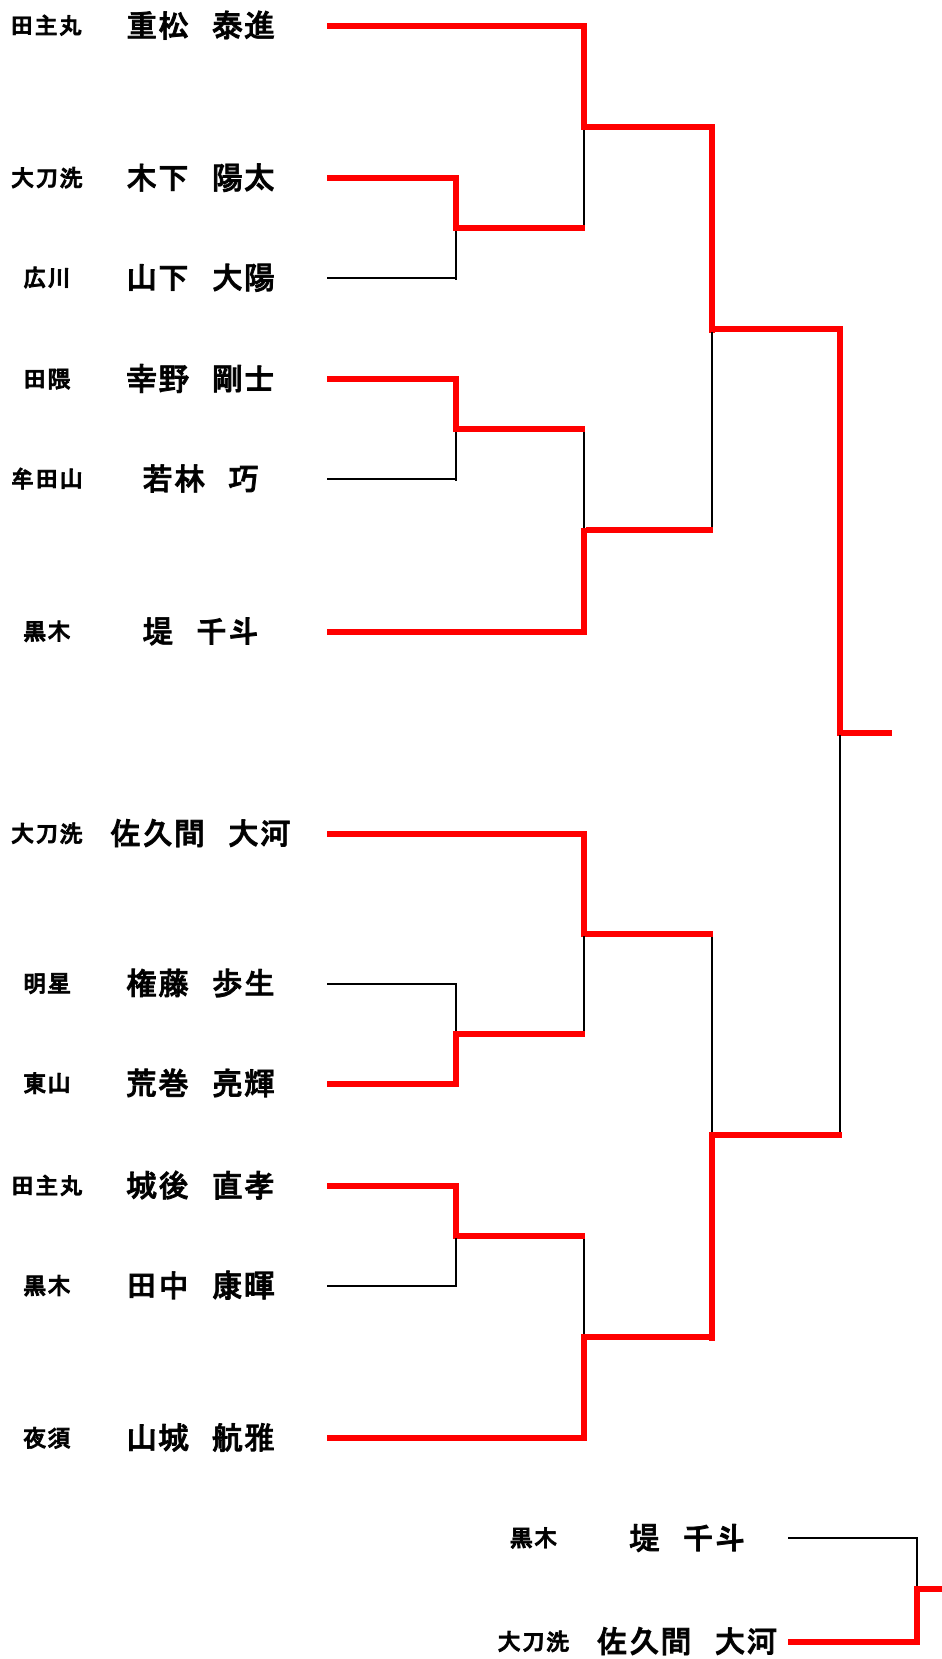 田主丸 重松 泰進
大刀洗 木下 陽太
広川 山下 大陽
田隈 幸野 剛士
牟田山 若林 巧
黒木 堤 千斗
大刀洗 佐久間 大河
明星 権藤 歩生
東山 荒巻 亮輝
田主丸 城後 直孝
黒木 田中 康暉
夜須 山城 航雅
黒木 堤 千斗
大刀洗 佐久間 大河